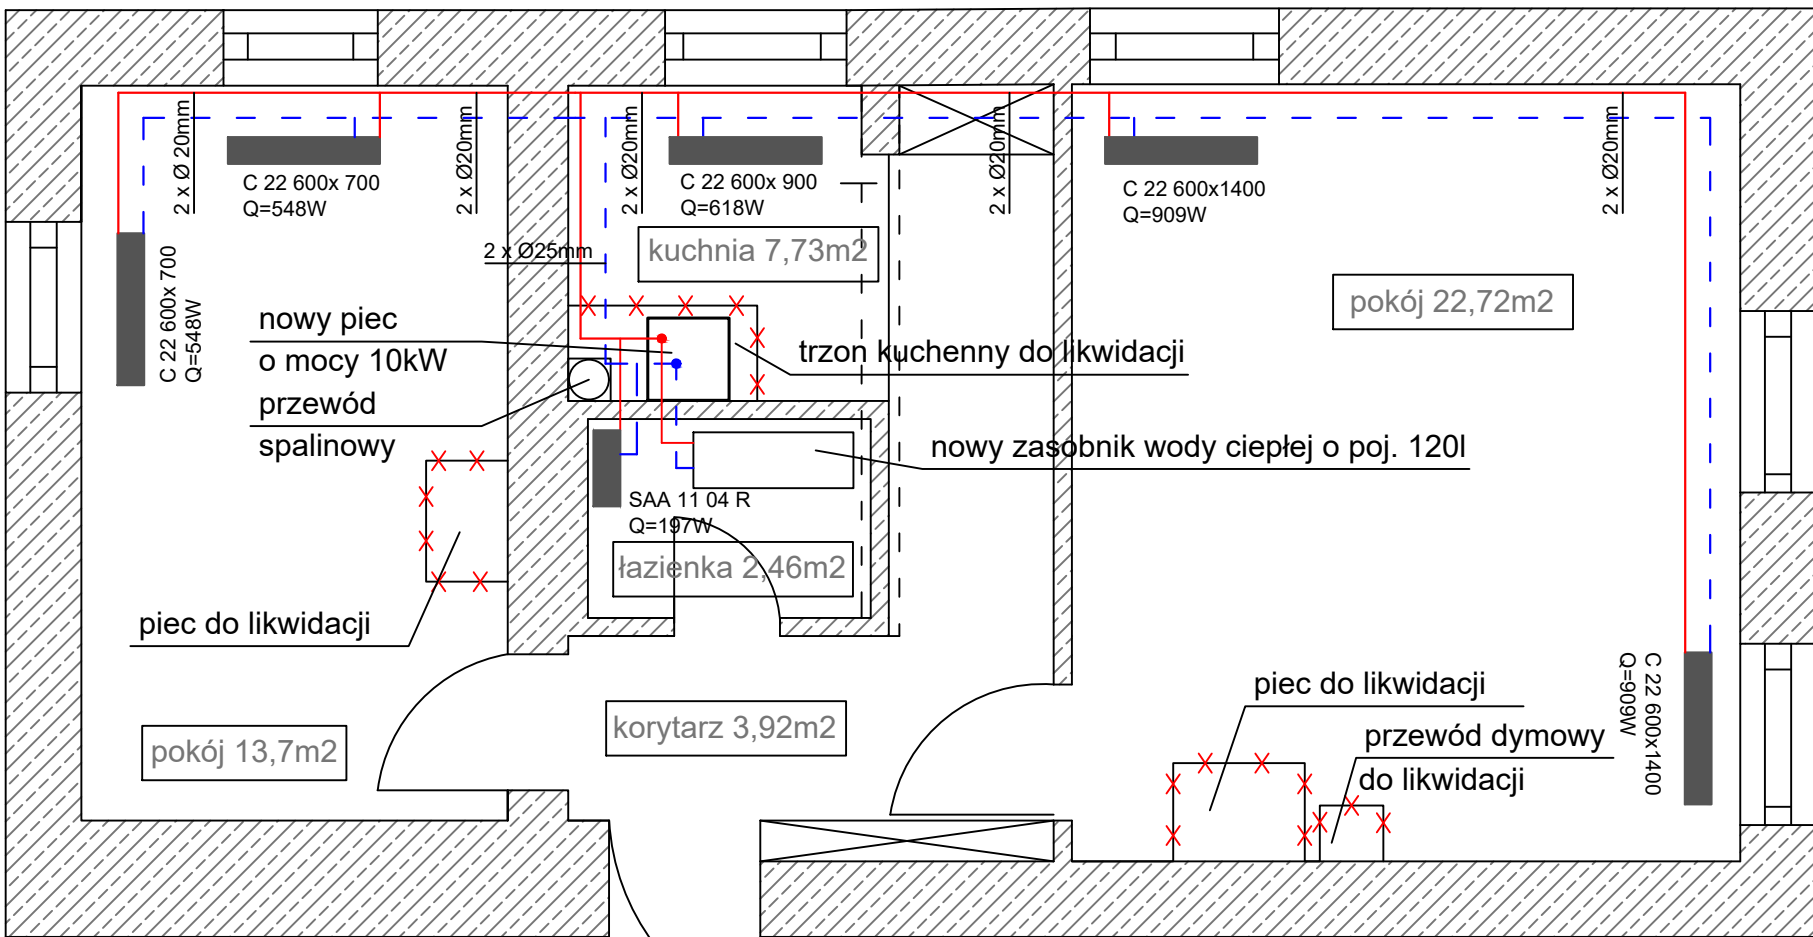 2 x Ø 20mm
2 x Ø20mm
2 x Ø20mm
2 x Ø20mm
2 x Ø20mm
C 22 600x 700
Q=548W
C 22 600x 900
Q=618W
C 22 600x1400
Q=909W
2 x Ø25mm
kuchnia 7,73m2
pokój 22,72m2
C 22 600x 700
Q=548W
nowy piec
o mocy 10kW
przewód
spalinowy
trzon kuchenny do likwidacji
nowy zasobnik wody ciepłej o poj. 120l
SAA 11 04 R
Q=197W
łazienka 2,46m2
piec do likwidacji
pokój 13,7m2
korytarz 3,92m2
piec do likwidacji
przewód dymowy
do likwidacji
C 22 600x1400
Q=909W